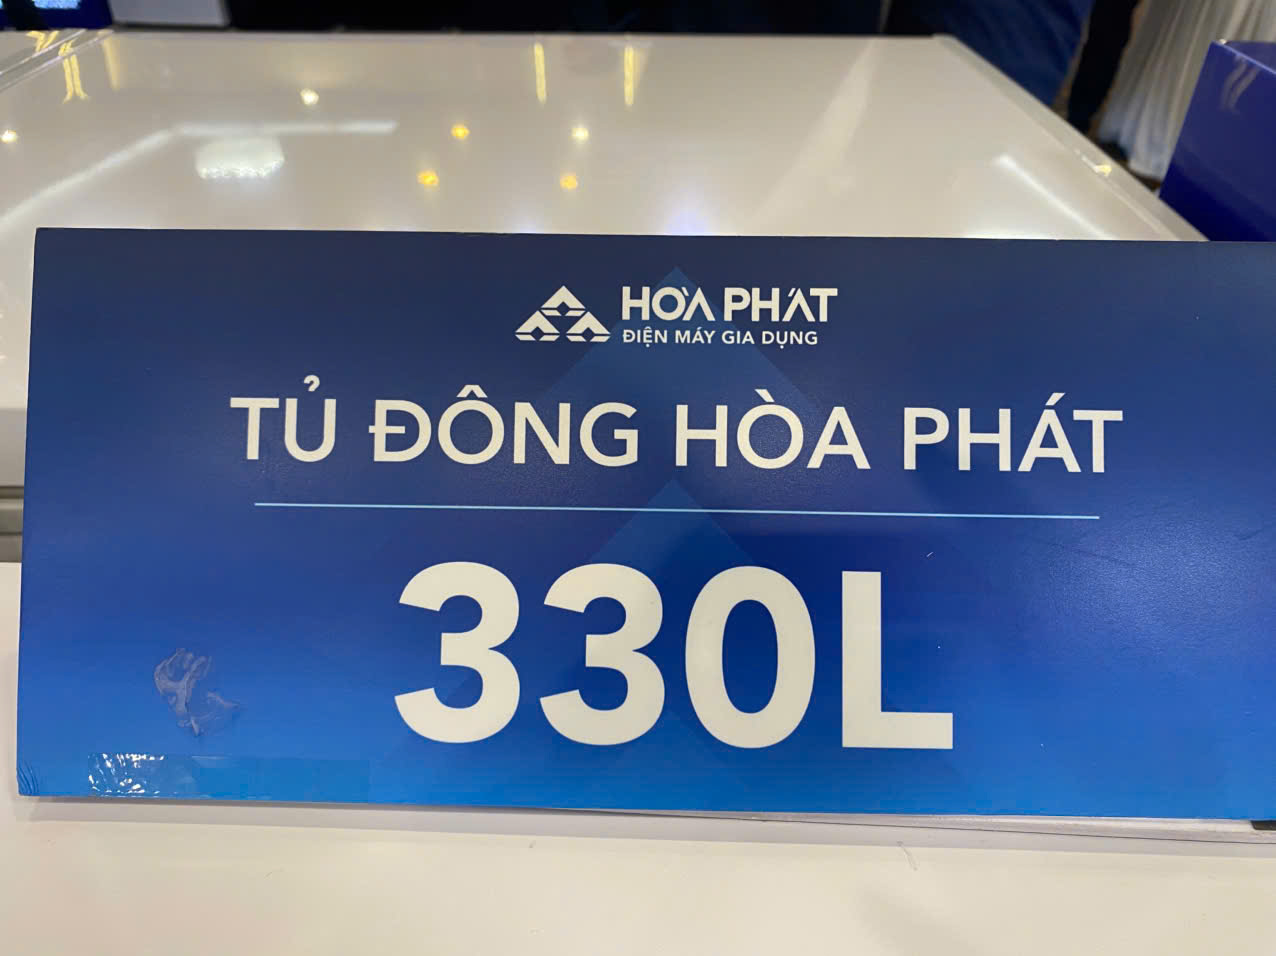 HÒA PHÁT
ĐIỆN MÁY GIA DỤNG
TỦ ĐÔNG HÒA PHÁT
330L